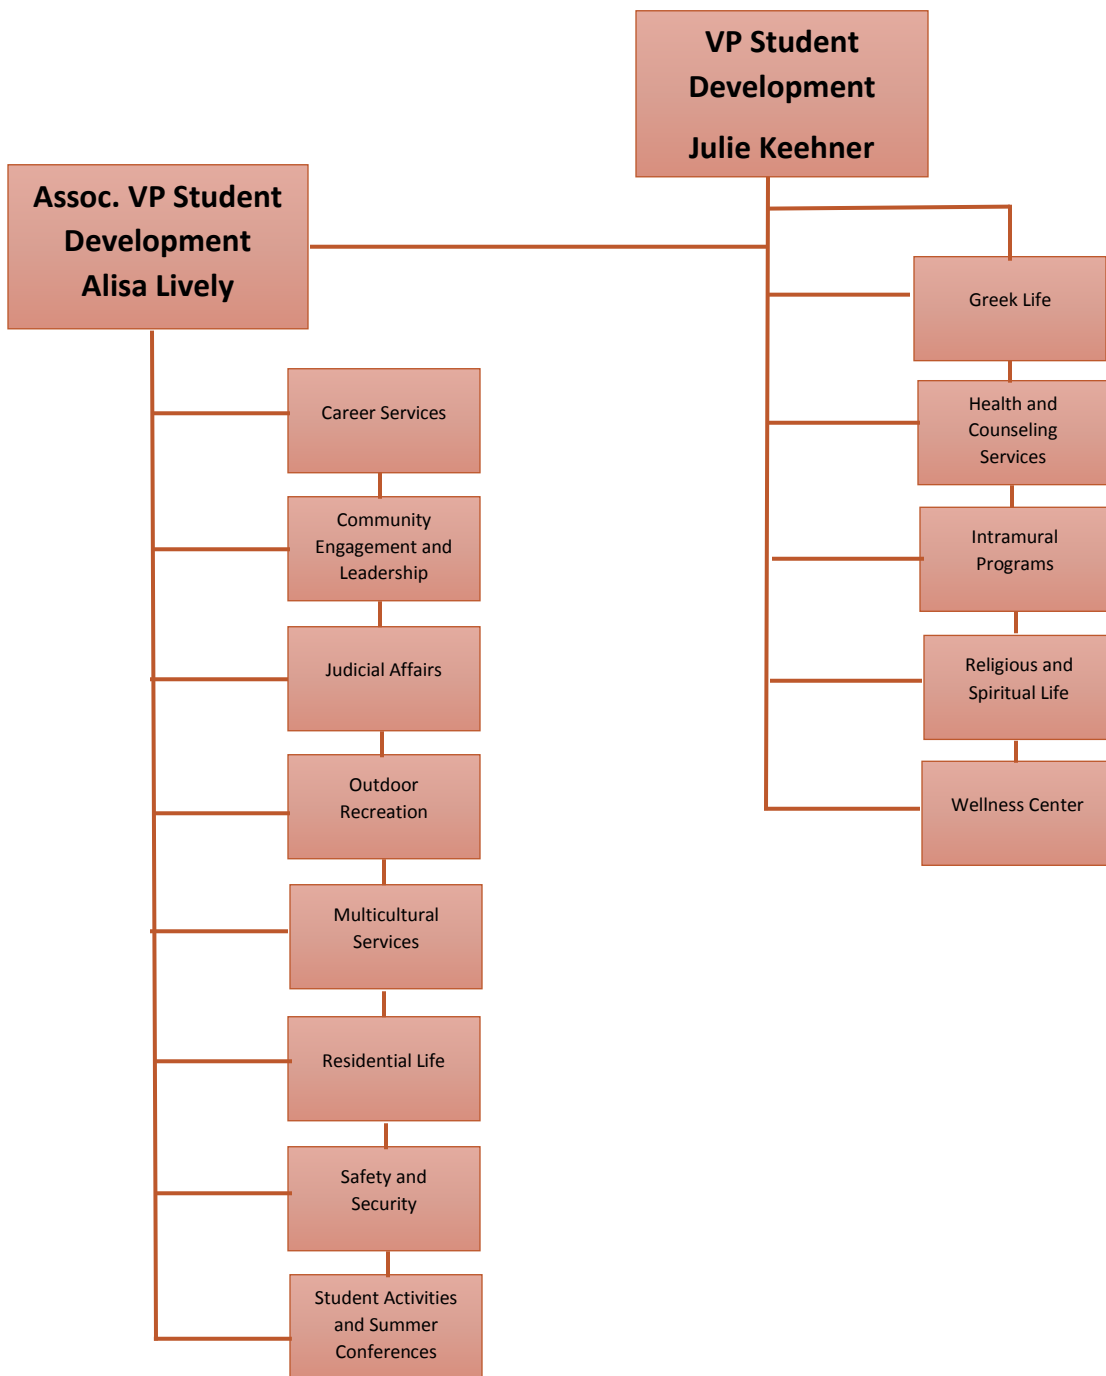 VP Student
Development
Julie Keehner
Assoc. VP Student
Development
Alisa Lively
Greek Life
Health and
Counseling
Services
Intramural
Programs
Religious and
Spiritual Life
Wellness Center
Career Services
Community
Engagement and
Leadership
Judicial Affairs
Outdoor
Recreation
Multicultural
Services
Residential Life
Safety and
Security
Student Activities
and Summer
Conferences